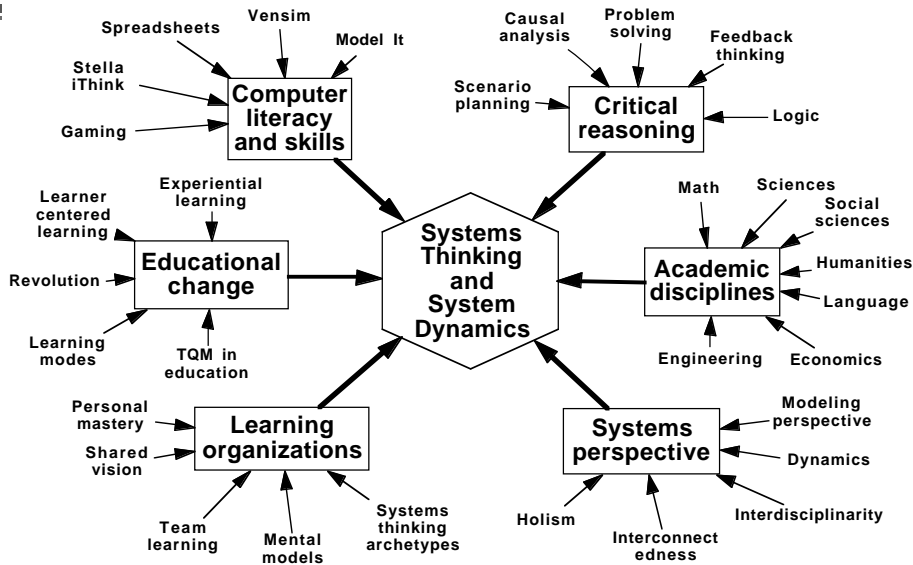 Spreadsheets
Vensim
Model It
Stella
iThink
Gaming
Computer
literacy
and skills
Causal
analysis
Problem
solving
Feedback
thinking
Scenario
planning
Logic
Critical
reasoning
Learner
centered
learning
Experiential
learning
Revolution
Learning
modes
TQM in
education
Educational
change
Systems
Thinking
and
System
Dynamics
Math
Sciences
Social
sciences
Humanities
Language
Economics
Engineering
Academic
disciplines
Personal
mastery
Shared
vision
Team
learning
Mental
models
Systems
thinking
archetypes
Learning
organizations
Systems
perspective
Modeling
perspective
Dynamics
Interdisciplinarity
Interconnect
edness
Holism